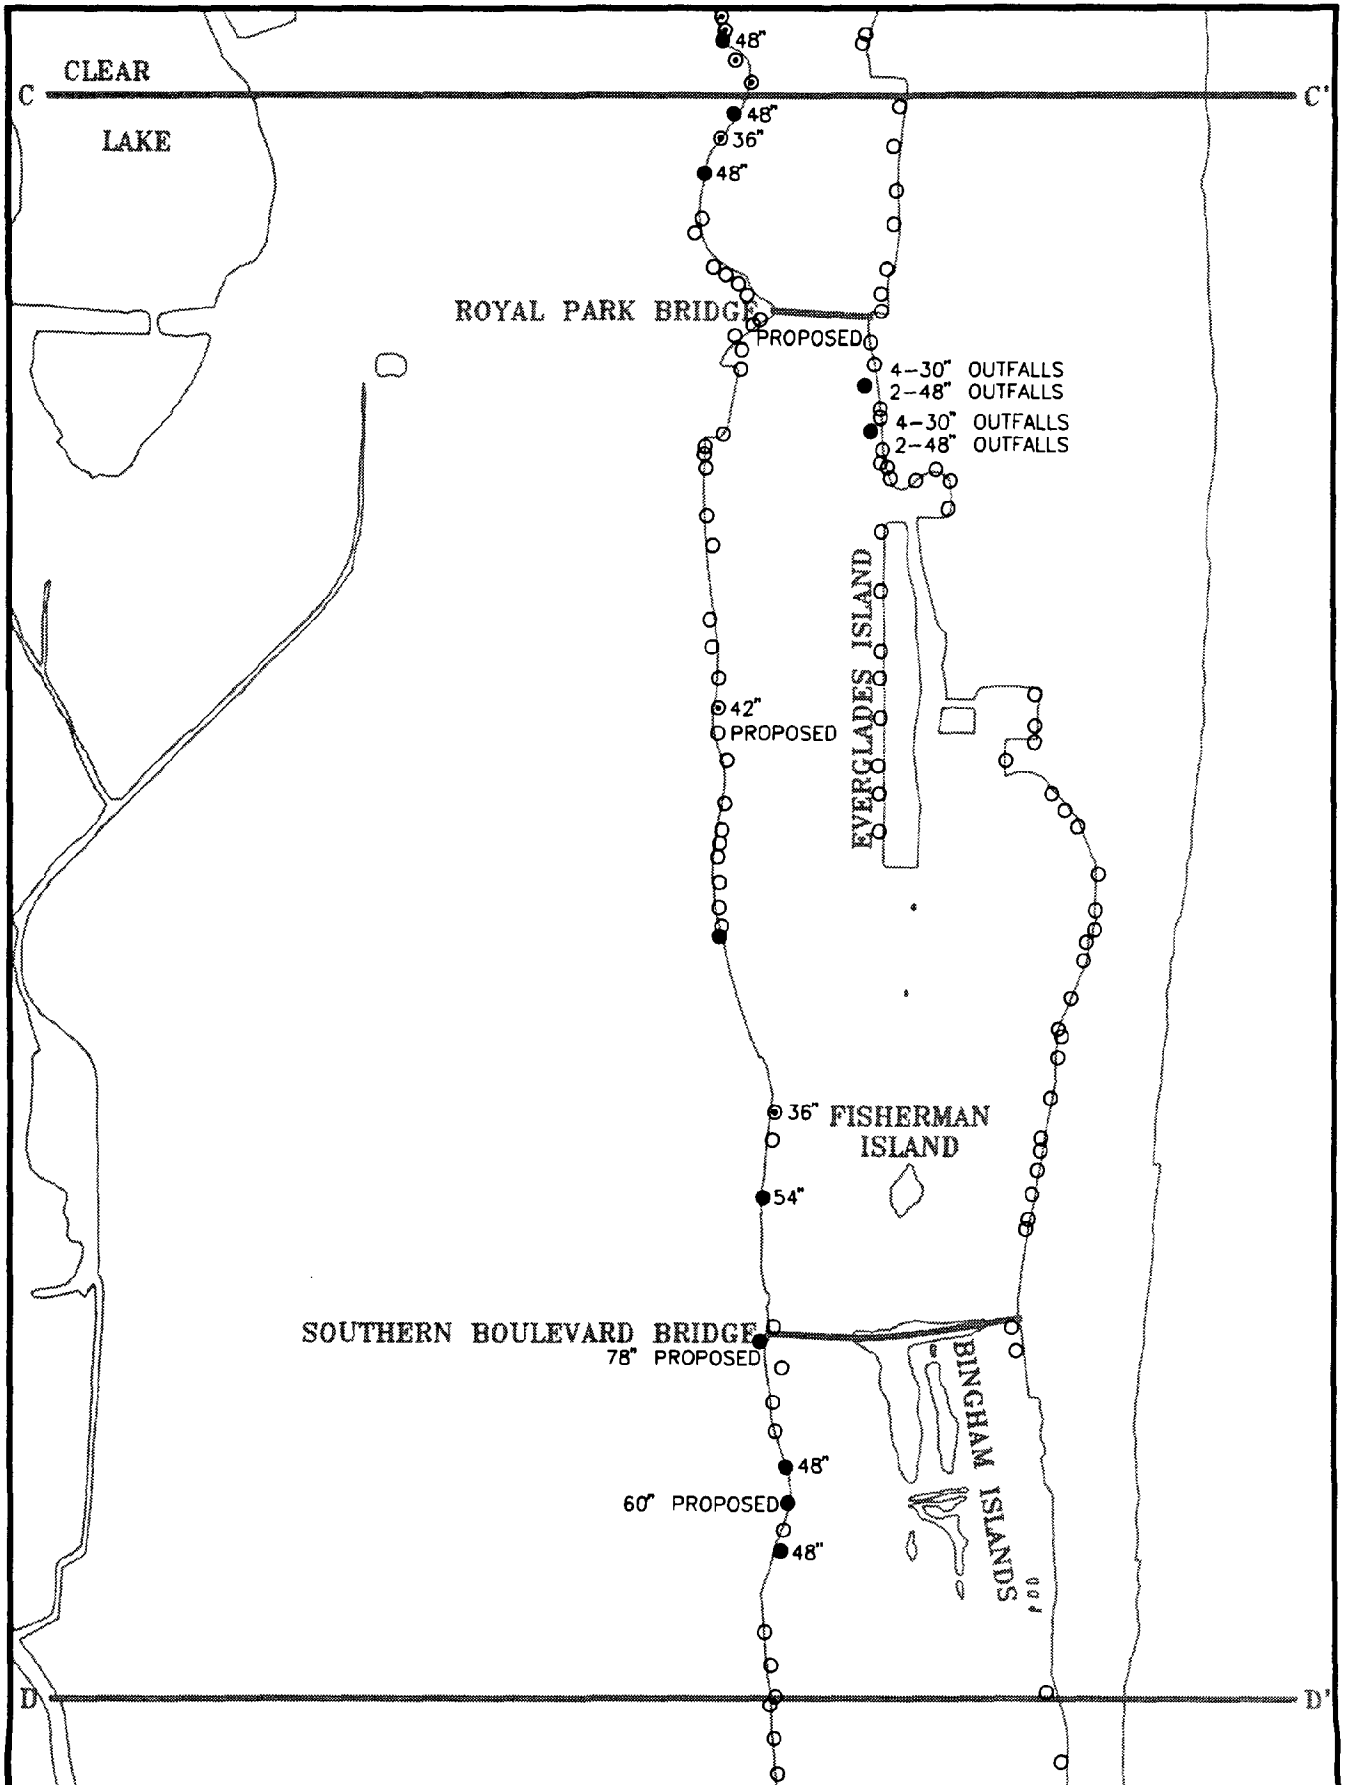 48"
CLEAR
C
C'
48"
LAKE
36"
48"
ROYAL PARK BRIDGE
PROPOSED
4-30" OUTFALLS
2-48" OUTFALLS
4-30" OUTFALLS
2-48" OUTFALLS
EVERGLADES ISLAND
42"
PROPOSED
36"
FISHERMAN
ISLAND
54"
SOUTHERN BOULEVARD BRIDGE
78" PROPOSED
BINGHAM ISLANDS
48"
60" PROPOSED
48"
D
D'